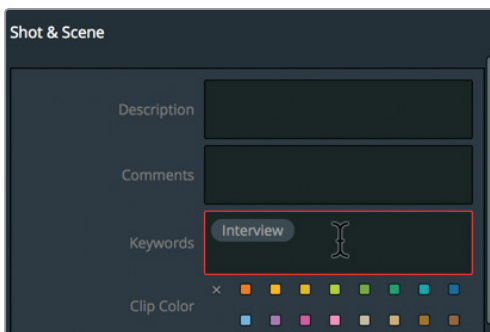 Shot & Scene
Description
Comments
Keywords
Interview
Clip Color